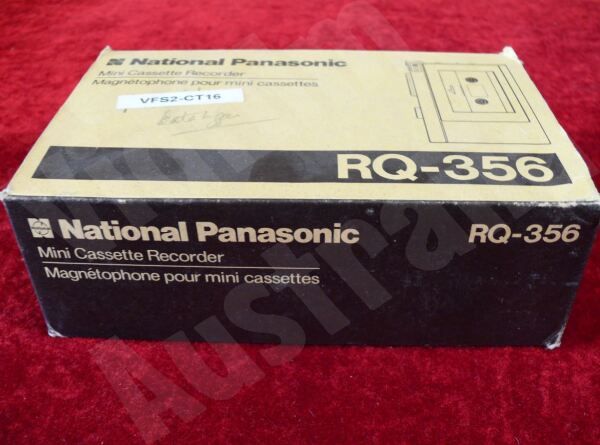 National Panasonic
Mini Cassette Recorder
Magnétophone pour mini cassettes
VFS2-CT16
RQ-356
National Panasonic
RQ-356
Mini Cassette Recorder
Magnétophone pour mini cassettes